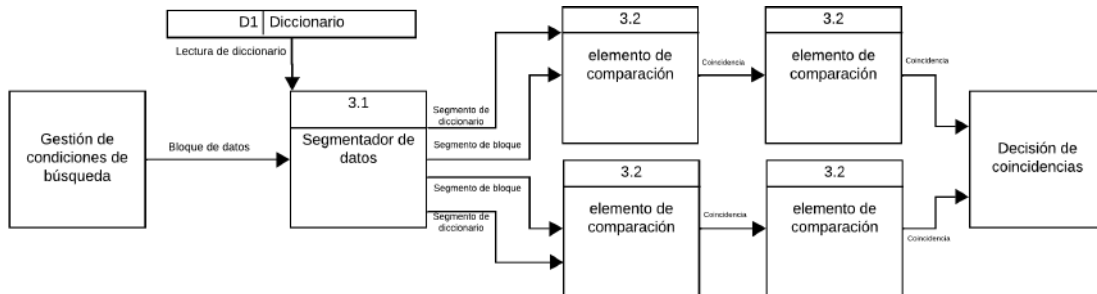 D1 Diccionario
Lectura de diccionario
Gestión de
condiciones de
búsqueda
Bloque de datos
3.1
Segmentador de
datos
Segmento de
diccionario
Segmento de bloque
Segmento de bloque
Segmento de
diccionario
3.2
elemento de
comparación
Coincidencia
3.2
elemento de
comparación
Coincidencia
3.2
elemento de
comparación
Coincidencia
3.2
elemento de
comparación
Coincidencia
Decisión de
coincidencias